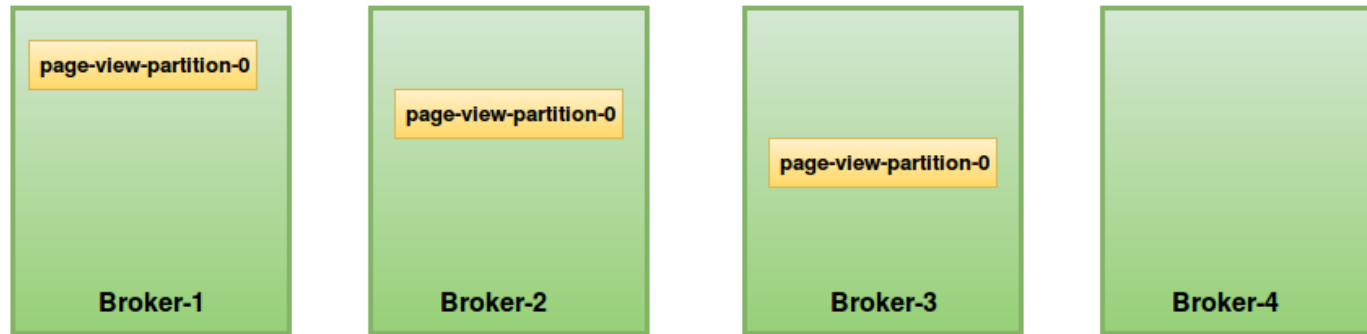 page-view-partition-0
page-view-partition-0
page-view-partition-0
Broker-1
Broker-2
Broker-3
Broker-4